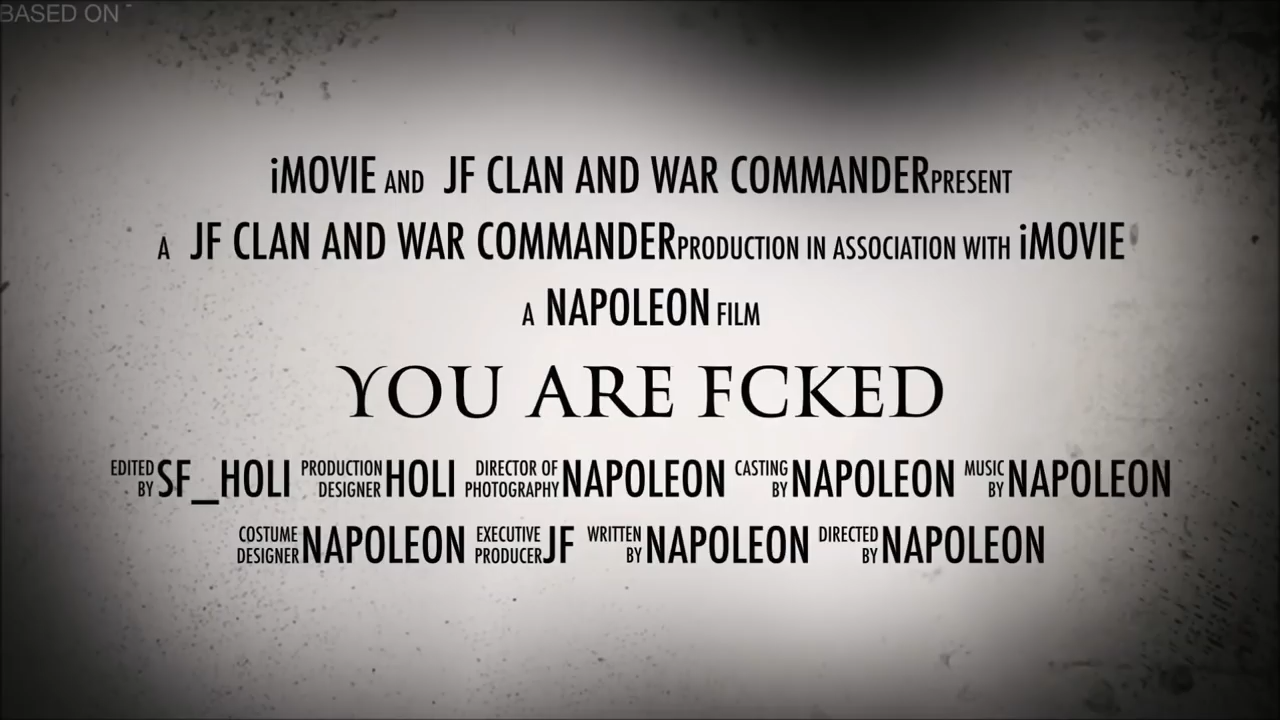 BASED ON
iMOVIE AND JF CLAN AND WAR COMMANDERPRESENT
A JF CLAN AND WAR COMMANDERPRODUCTION IN ASSOCIATION WITH iMOVIE
A NAPOLEON FILM
YOU ARE FCKED
EDITED BY SF_HOLI PRODUCTION DESIGNER HOLI DIRECTOR OF PHOTOGRAPHY NAPOLEON CASTING BY NAPOLEON MUSIC BY NAPOLEON
COSTUME DESIGNER NAPOLEON EXECUTIVE PRODUCER JF WRITTEN BY NAPOLEON DIRECTED BY NAPOLEON